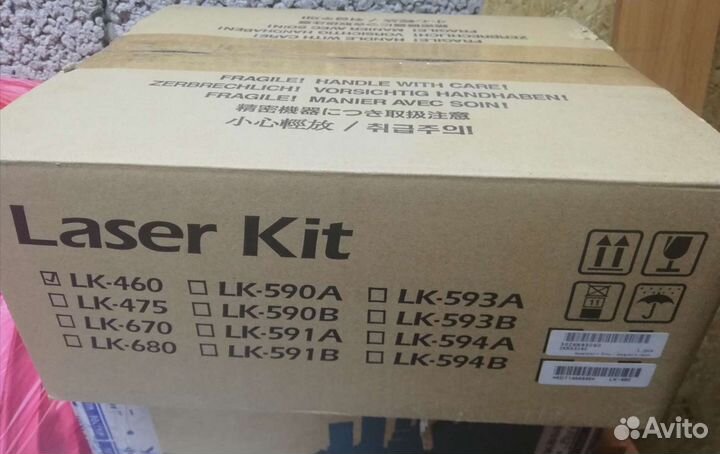 FRAGILE! HANDLE WITH CARE!
ZERBRECHLICH! VORSICHTIG HANDHABEN!
FRAGILE! MANIER AVEC SOIN!
精密機器につき取扱注意
小心輕放 / 취급주의!
Laser Kit
☑ LK-460 ☐ LK-590A ☐ LK-593A
☐ LK-475 ☐ LK-590B ☐ LK-593B
☐ LK-670 ☐ LK-591A ☐ LK-594A
☐ LK-680 ☐ LK-591B ☐ LK-594B
11
LK-460
Avito